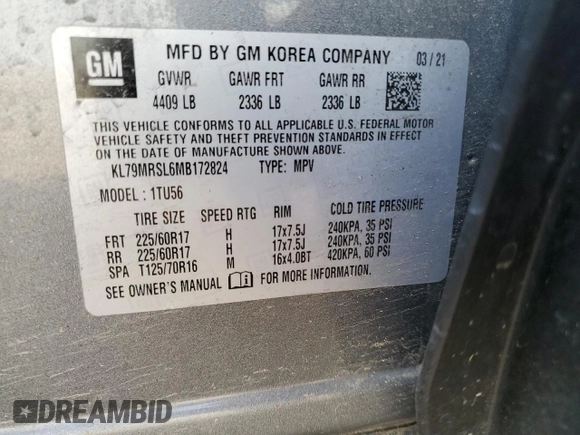 GM
MFD BY GM KOREA COMPANY 03/21
GVWR GAWR FRT GAWR RR
4409 LB 2336 LB 2336 LB
THIS VEHICLE CONFORMS TO ALL APPLICABLE U.S. FEDERAL MOTOR
VEHICLE SAFETY AND THEFT PREVENTION STANDARDS IN EFFECT
ON THE DATE OF MANUFACTURE SHOWN ABOVE.
KL79MRSL6MB172824 TYPE: MPV
MODEL: 1TU56
TIRE SIZE SPEED RTG RIM COLD TIRE PRESSURE
FRT 225/60R17 H 17x7.5J 240KPA, 35 PSI
RR 225/60R17 H 17x7.5J 240KPA, 35 PSI
SPA T125/70R16 M 16x4.0BT 420KPA, 60 PSI
SEE OWNER'S MANUAL FOR MORE INFORMATION
DREAMBID